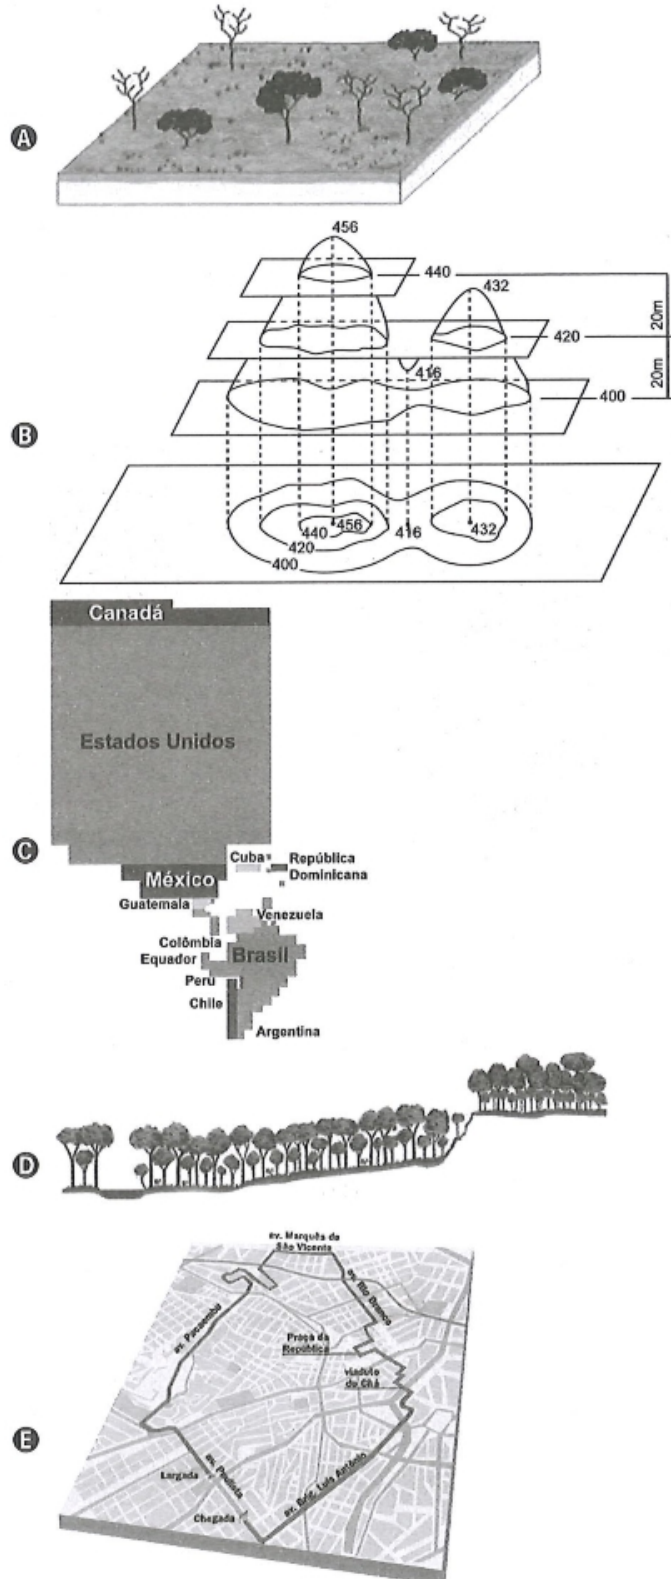 A
456
440
432
20m
420
416
20m
400
B
440
456
416
432
420
400
Canadá
Estados Unidos
C
Cuba
República
Dominicana
México
Guatemala
Venezuela
Colômbia
Brasil
Equador
Peru
Chile
Argentina
D
av. Marquês de
São Vicente
av. Rio Branco
av. Pacaembu
Praça da
República
viaduto
do Chá
E
Largada
av. Paulista
av. Brig. Luís Antônio
Chegada